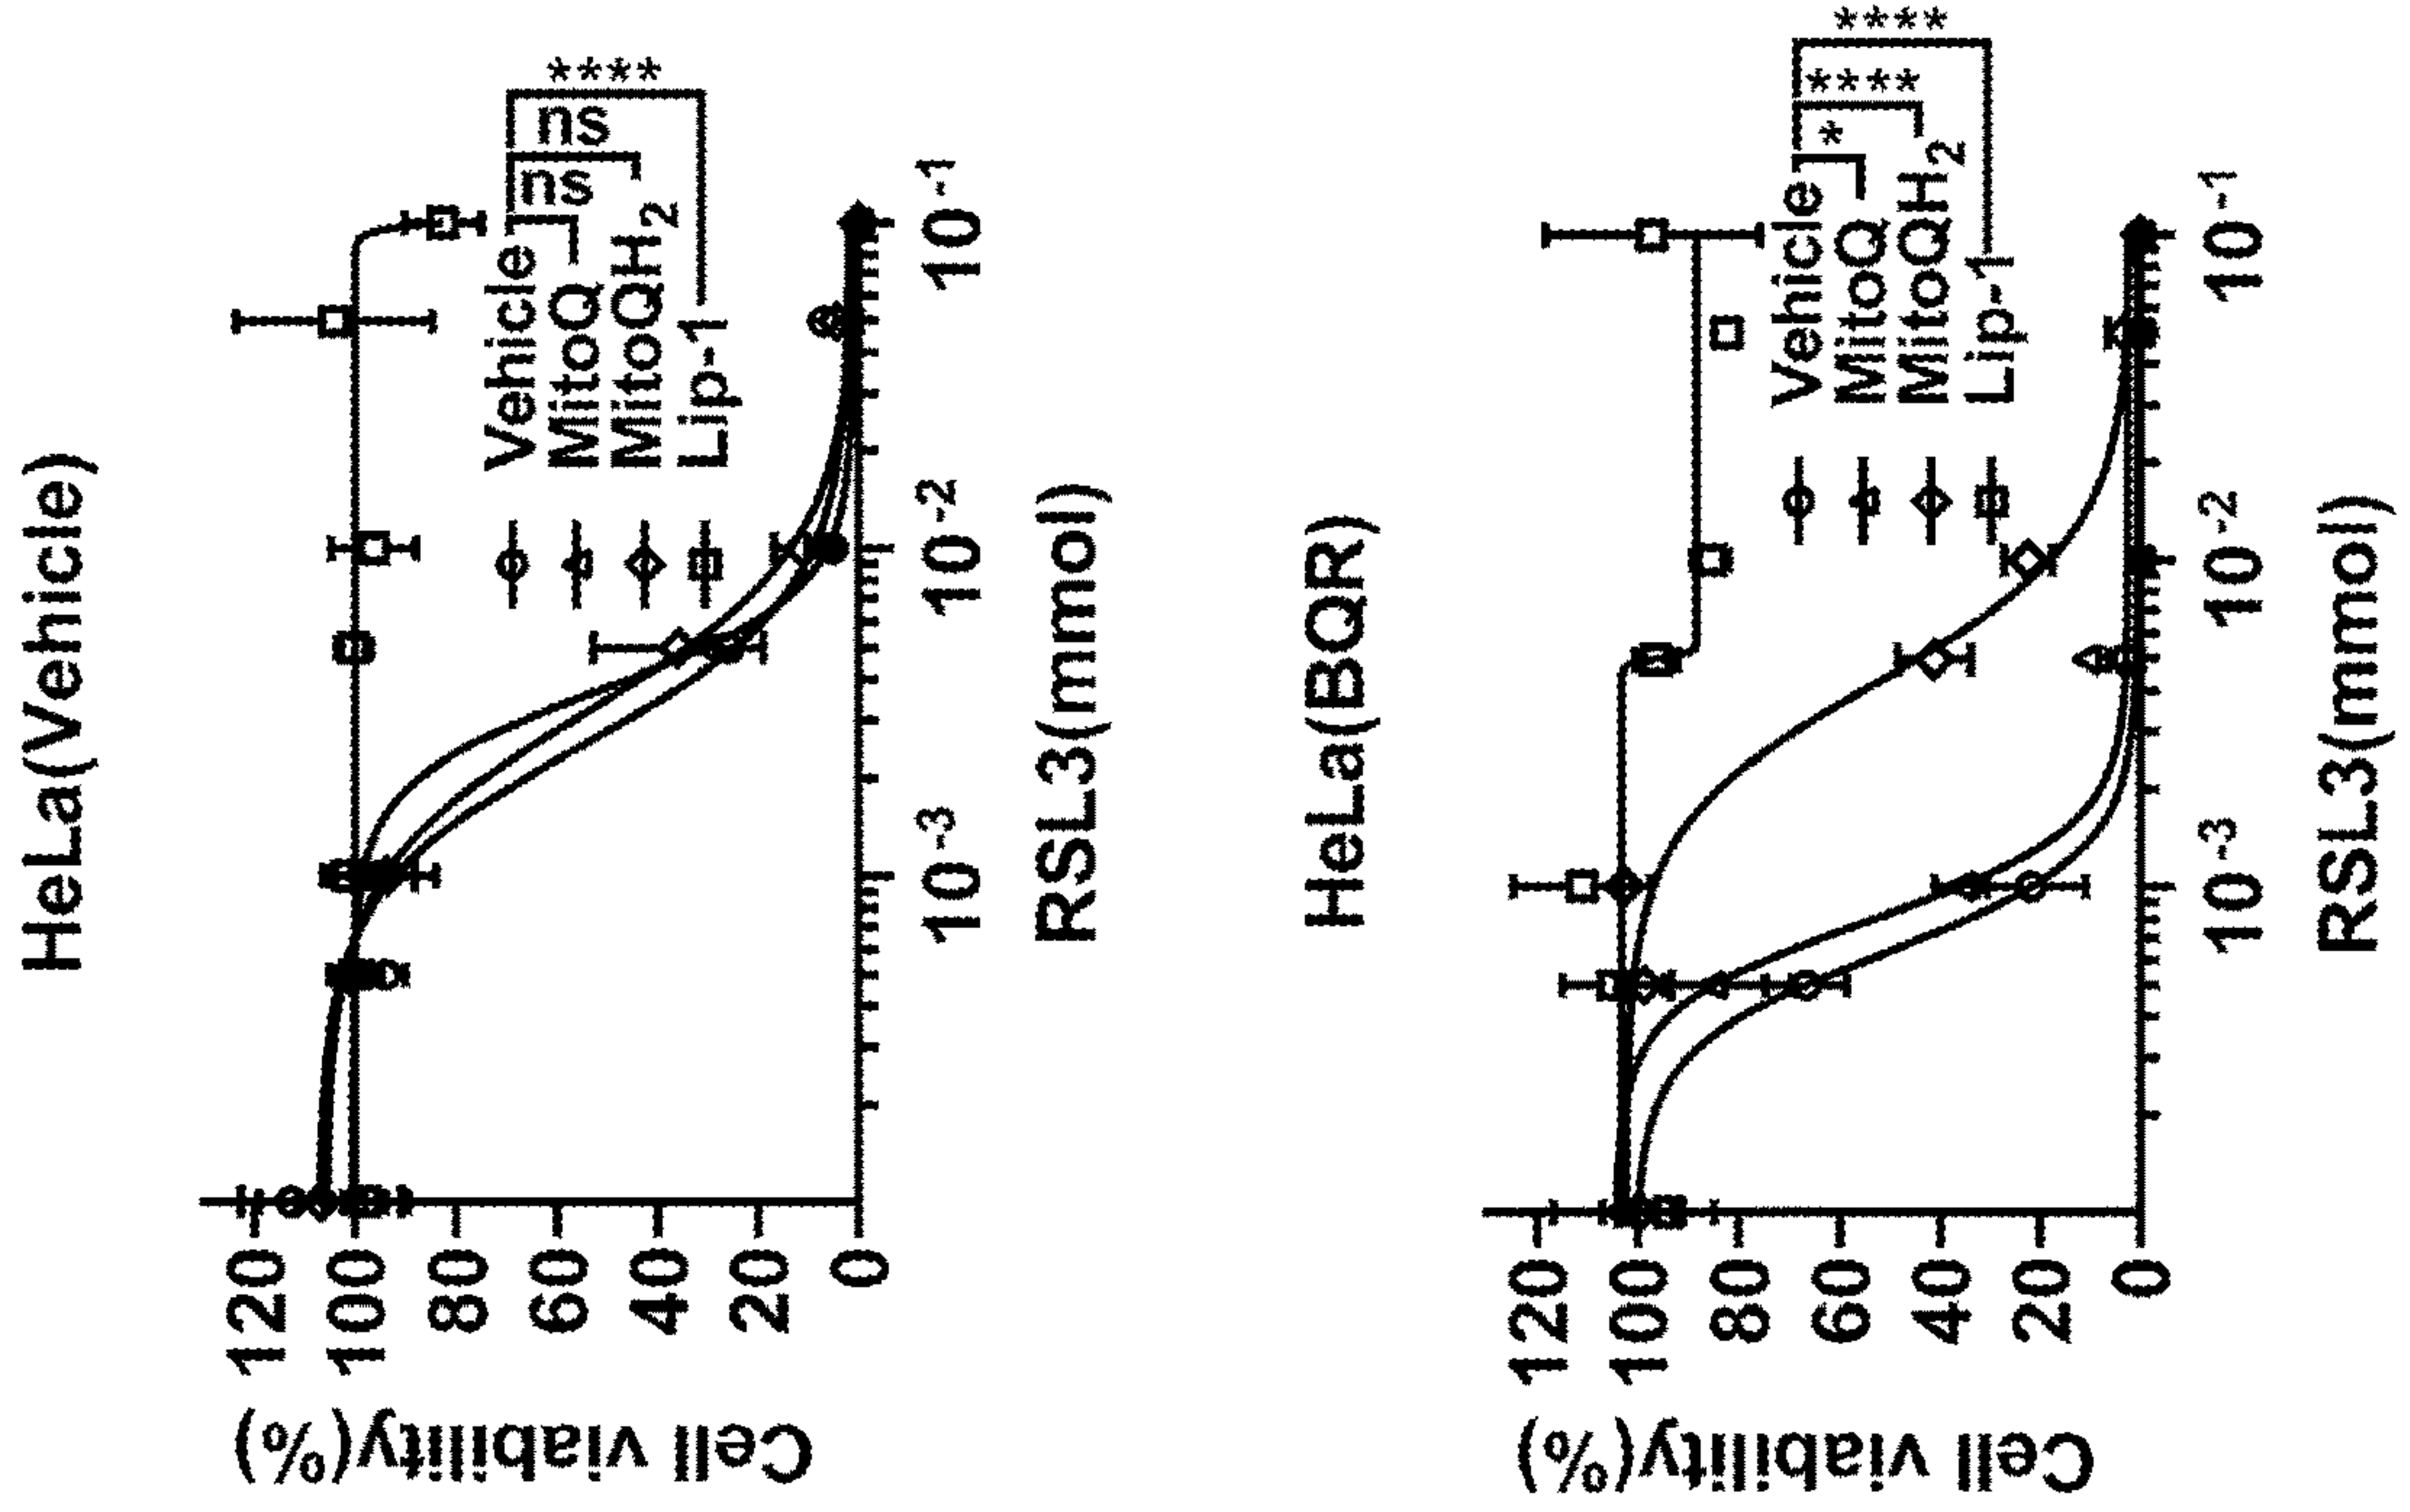 HeLa(Vehicle)
Cell viability(%)
120
100
80
60
40
20
0
10-3
10-2
10-1
RSL3(mmol)
Vehicle
MitoQ
MitoQH2
Lip-1
ns
ns
****
HeLa(BQR)
Cell viability(%)
120
100
80
60
40
20
0
10-3
10-2
10-1
RSL3(mmol)
Vehicle
MitoQ
MitoQH2
Lip-1
*
****
****